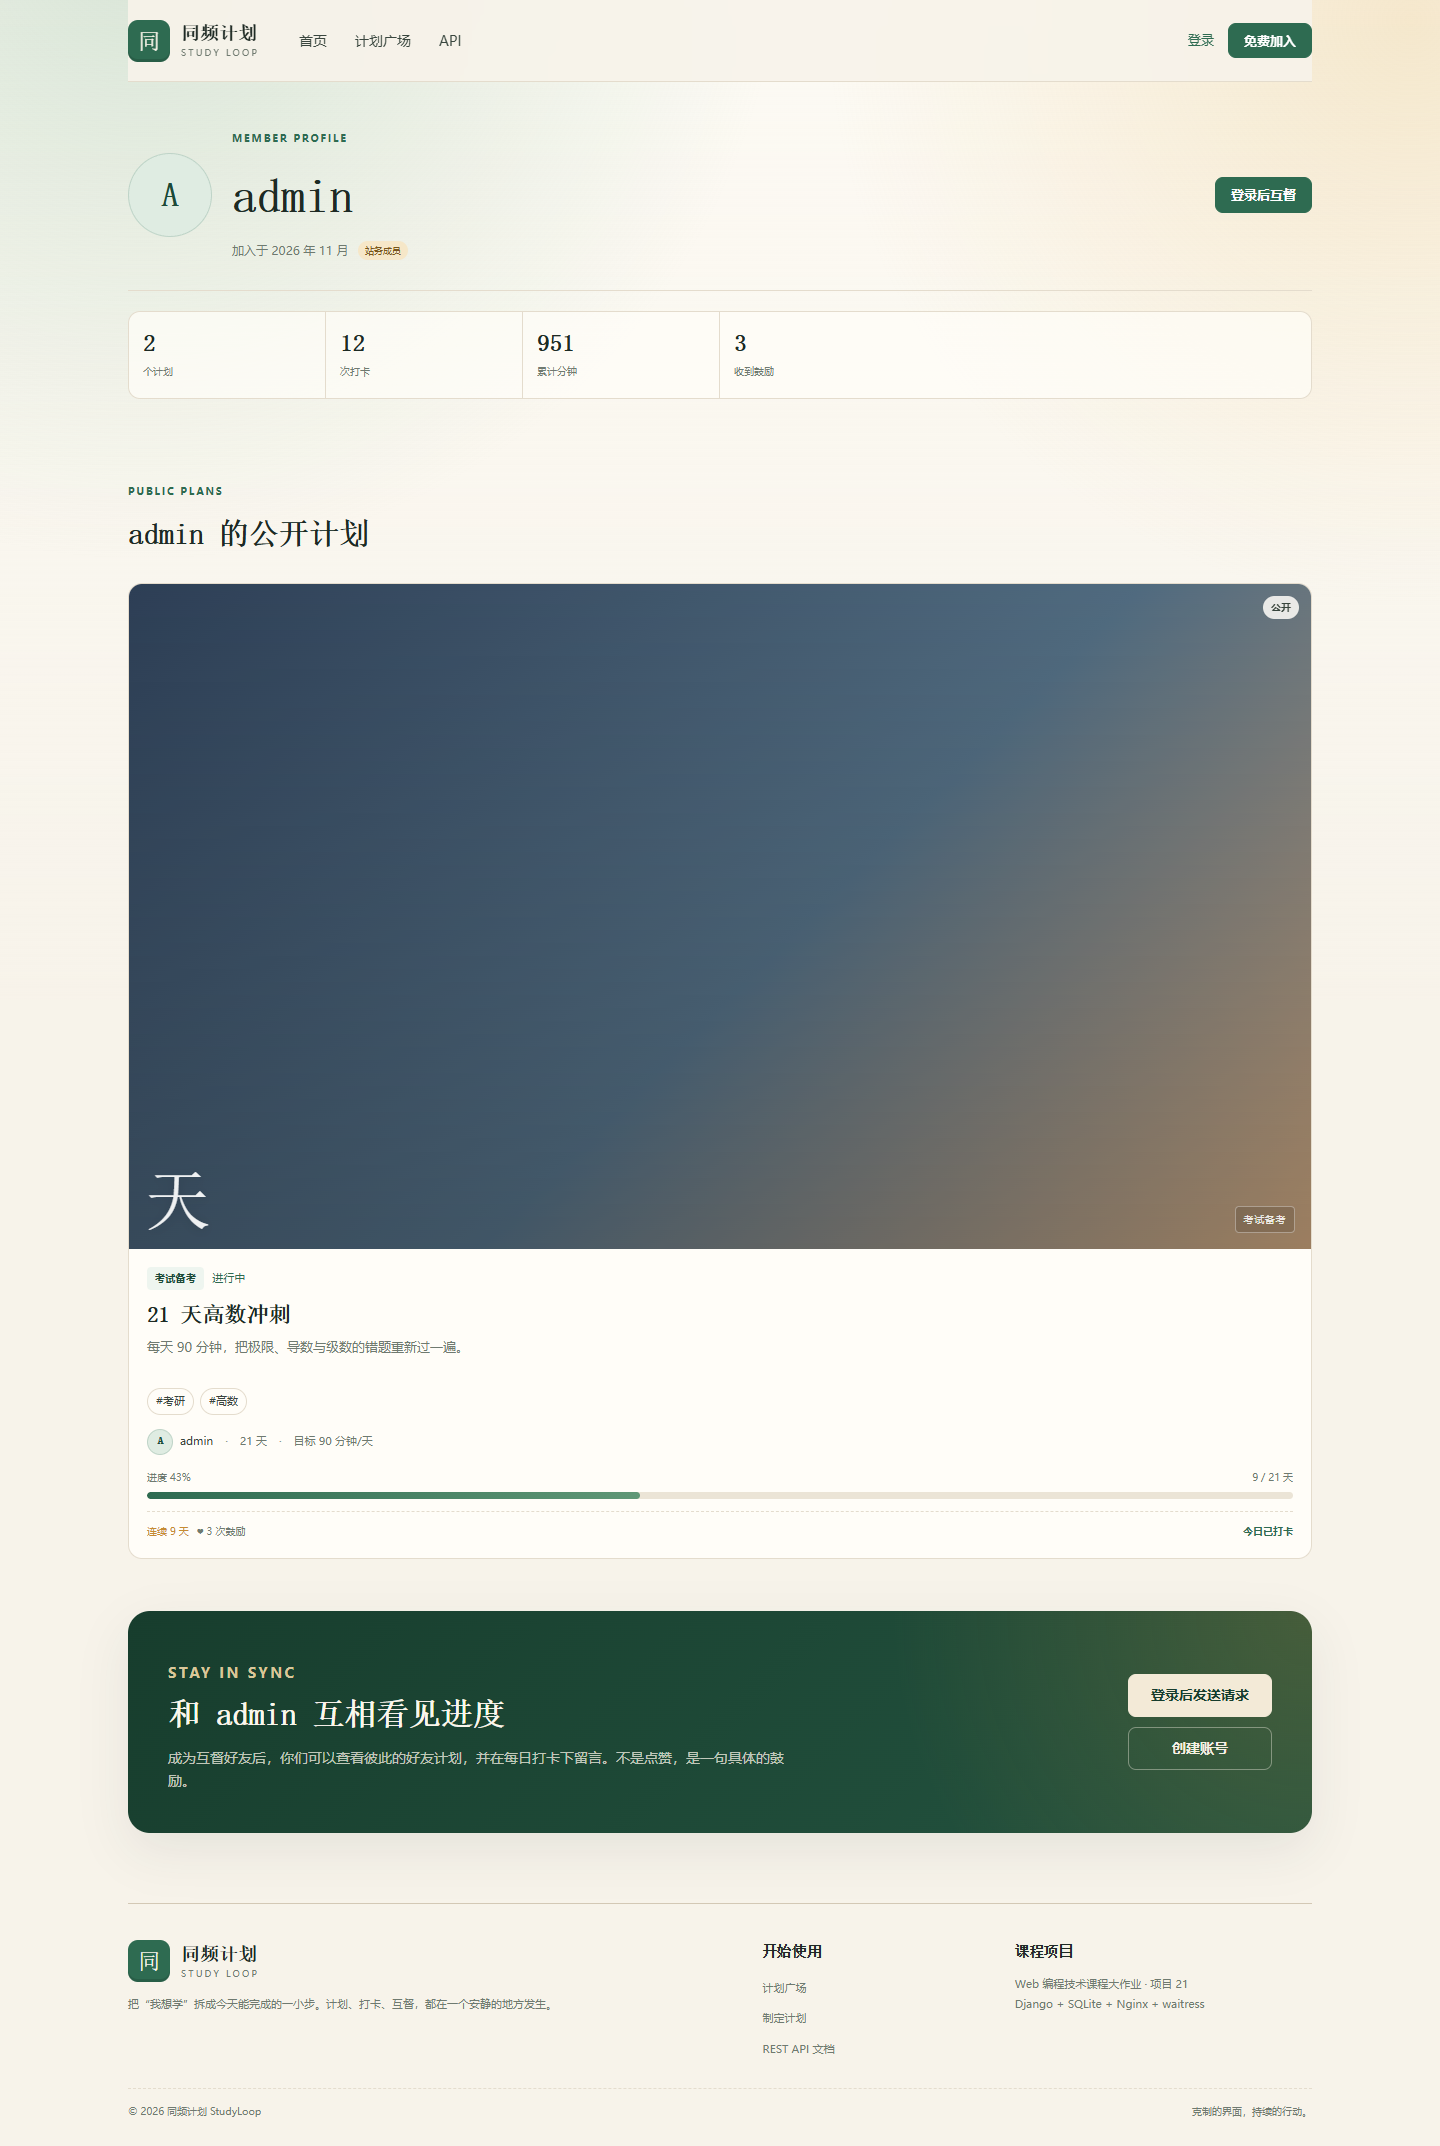 同 同频计划
STUDY LOOP
首页 计划广场 API
登录 免费加入
MEMBER PROFILE
A
admin
登录后互督
加入于 2026 年 11 月 站务成员
2 12 951 3
个计划 次打卡 累计分钟 收到鼓励
PUBLIC PLANS
admin 的公开计划
公开
天
考试备考
考试备考 进行中
21 天高数冲刺
每天 90 分钟，把极限、导数与级数的错题重新过一遍。
#考研 #高数
A admin · 21 天 · 目标 90 分钟/天
进度 43% 9 / 21 天
连续 9 天 ♥ 3 次鼓励 今日已打卡
STAY IN SYNC
和 admin 互相看见进度
成为互督好友后，你们可以查看彼此的好友计划，并在每日打卡下留言。不是点赞，是一句具体的鼓
励。
登录后发送请求
创建账号
同 同频计划
STUDY LOOP
把“我想学”拆成今天能完成的一小步。计划、打卡、互督，都在一个安静的地方发生。
开始使用
计划广场
制定计划
REST API 文档
课程项目
Web 编程技术课程大作业 · 项目 21
Django + SQLite + Nginx + waitress
© 2026 同频计划 StudyLoop
克制的界面，持续的行动。